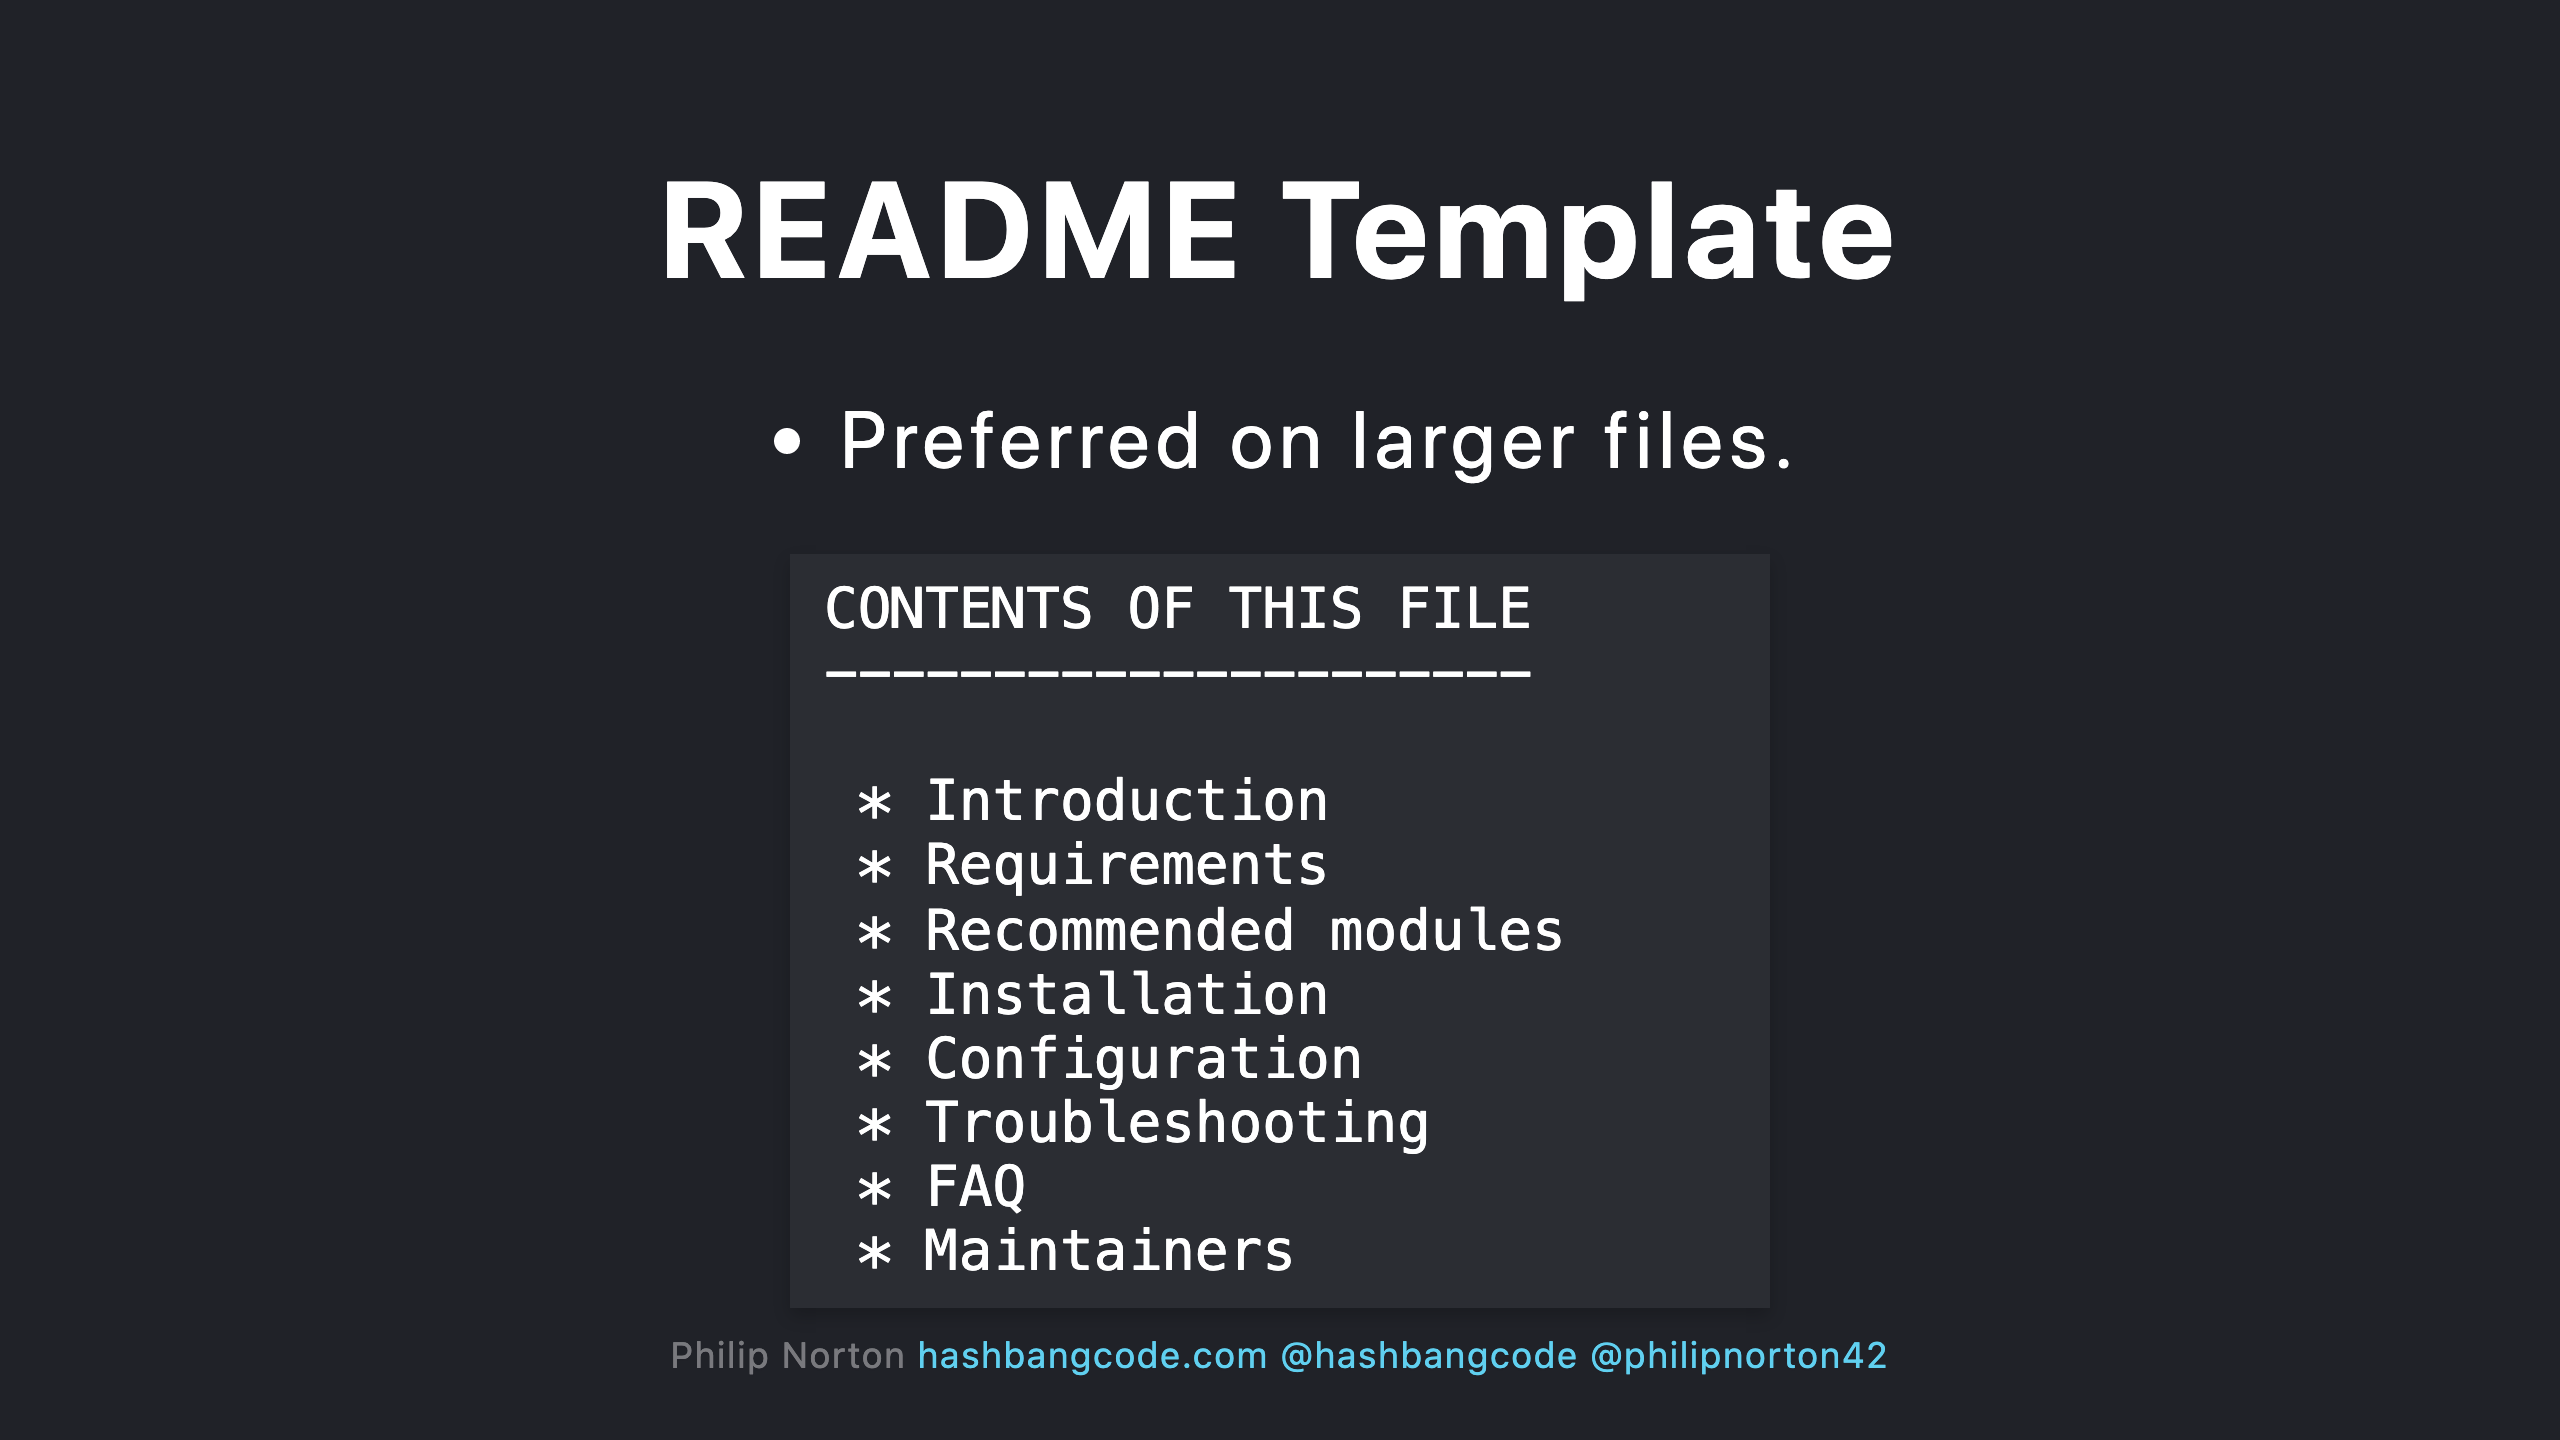 README Template
• Preferred on larger files.
CONTENTS OF THIS FILE
---------------------
* Introduction
* Requirements
* Recommended modules
* Installation
* Configuration
* Troubleshooting
* FAQ
* Maintainers
Philip Norton hashbangcode.com @hashbangcode @philipnorton42